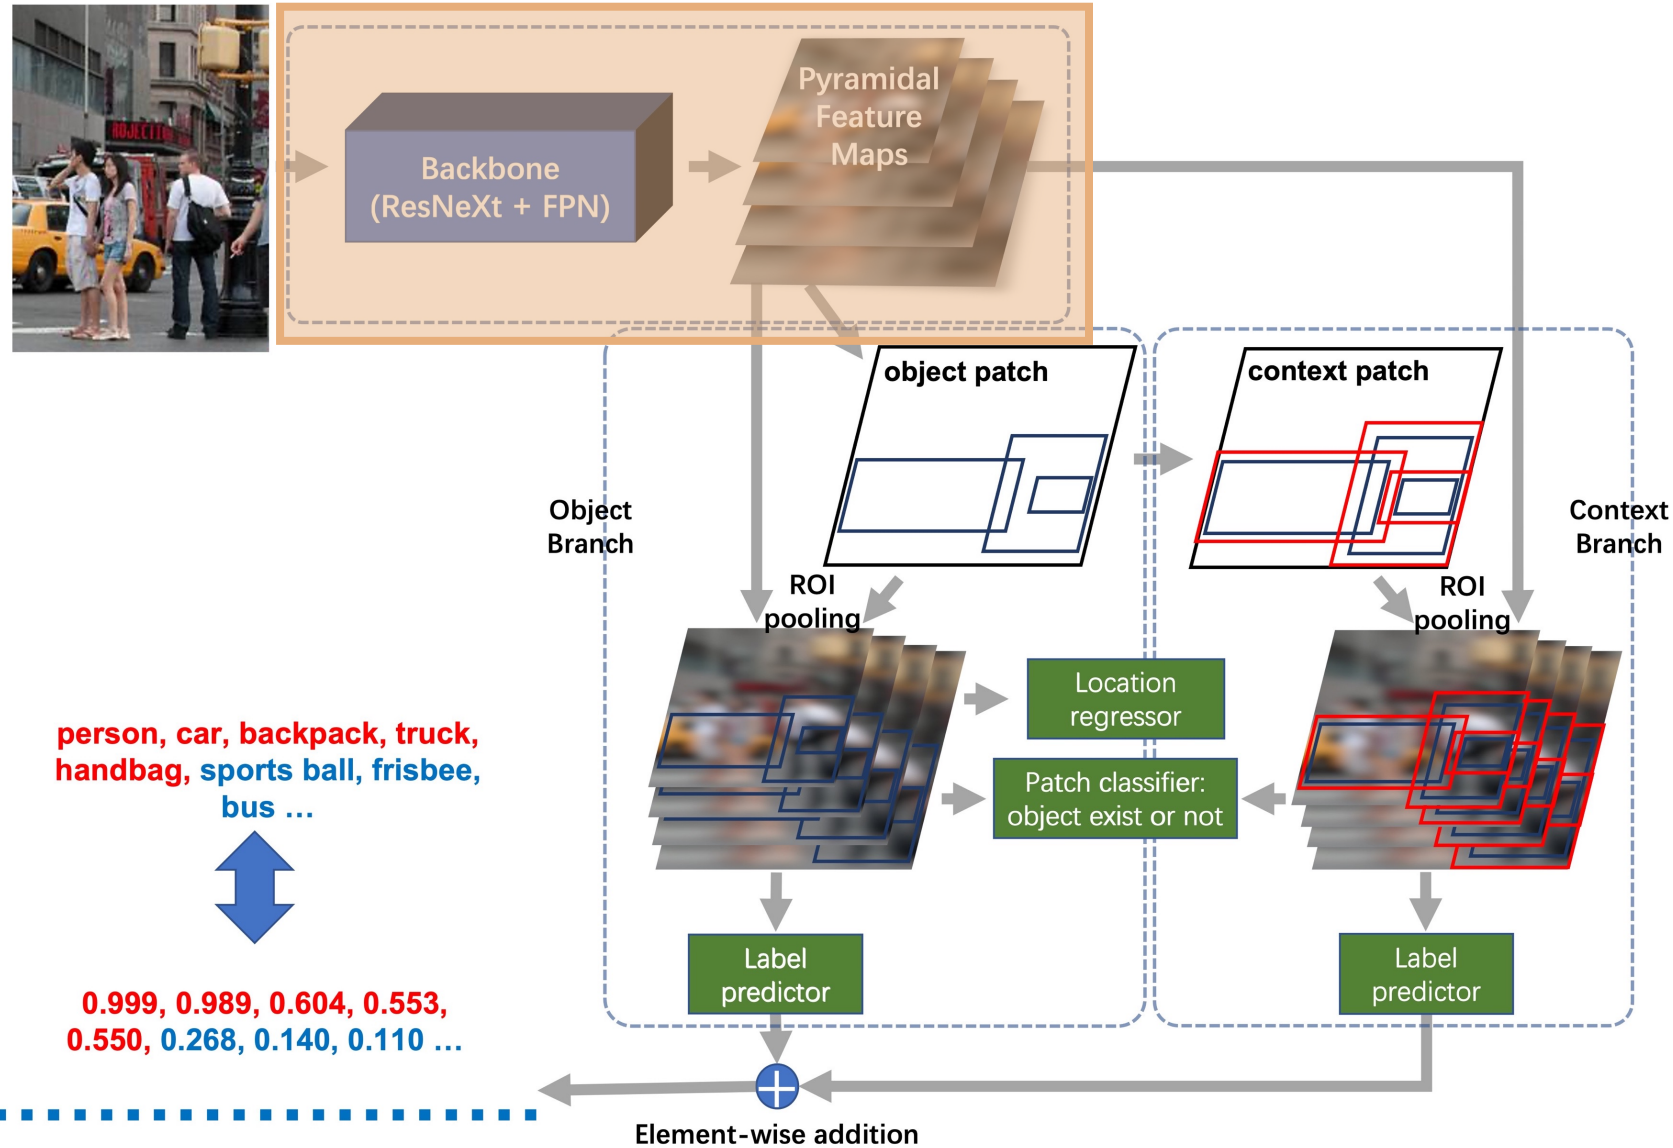 ROJECTI
Pyramidal
Feature
Maps
Backbone
(ResNeXt + FPN)
object patch
context patch
Object
Branch
Context
Branch
ROI
pooling
ROI
pooling
Location
regressor
Patch classifier:
object exist or not
person, car, backpack, truck,
handbag, sports ball, frisbee,
bus ...
0.999, 0.989, 0.604, 0.553,
0.550, 0.268, 0.140, 0.110 ...
Label
predictor
Label
predictor
Element-wise addition